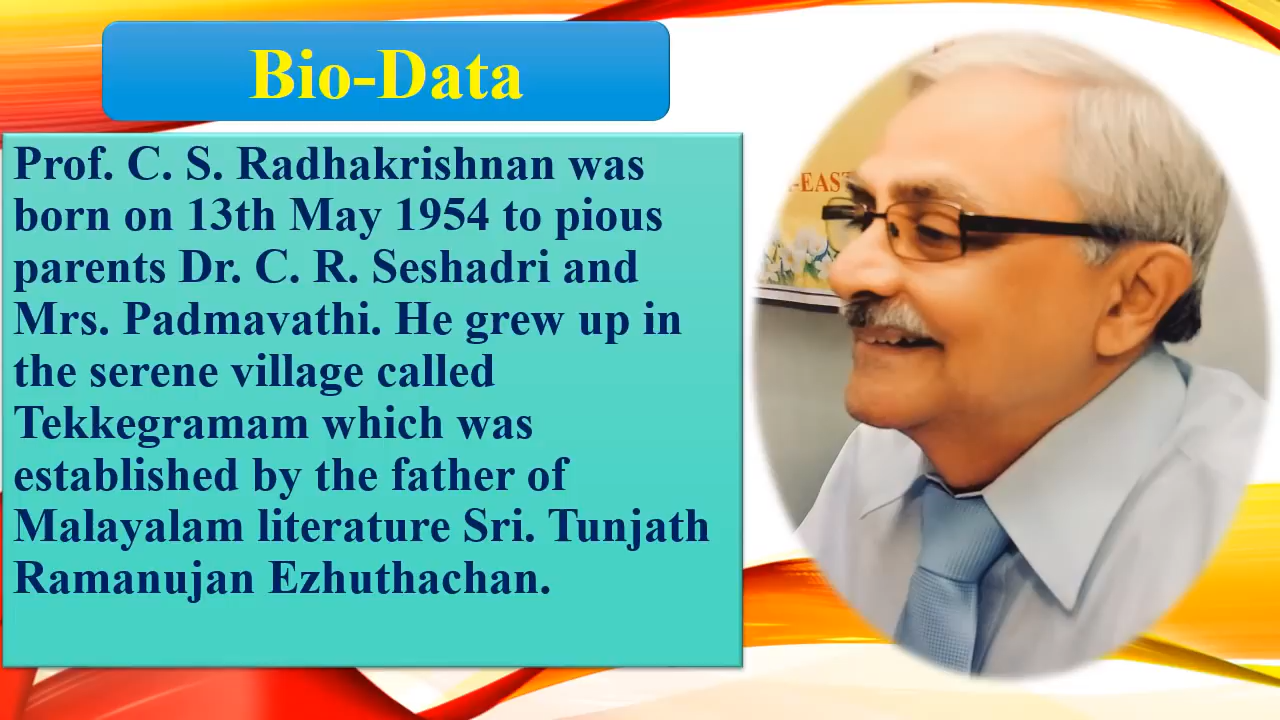 Bio-Data
Prof. C. S. Radhakrishnan was
born on 13th May 1954 to pious
parents Dr. C. R. Seshadri and
Mrs. Padmavathi. He grew up in
the serene village called
Tekkegramam which was
established by the father of
Malayalam literature Sri. Tunjath
Ramanujan Ezhuthachan.
-EAST